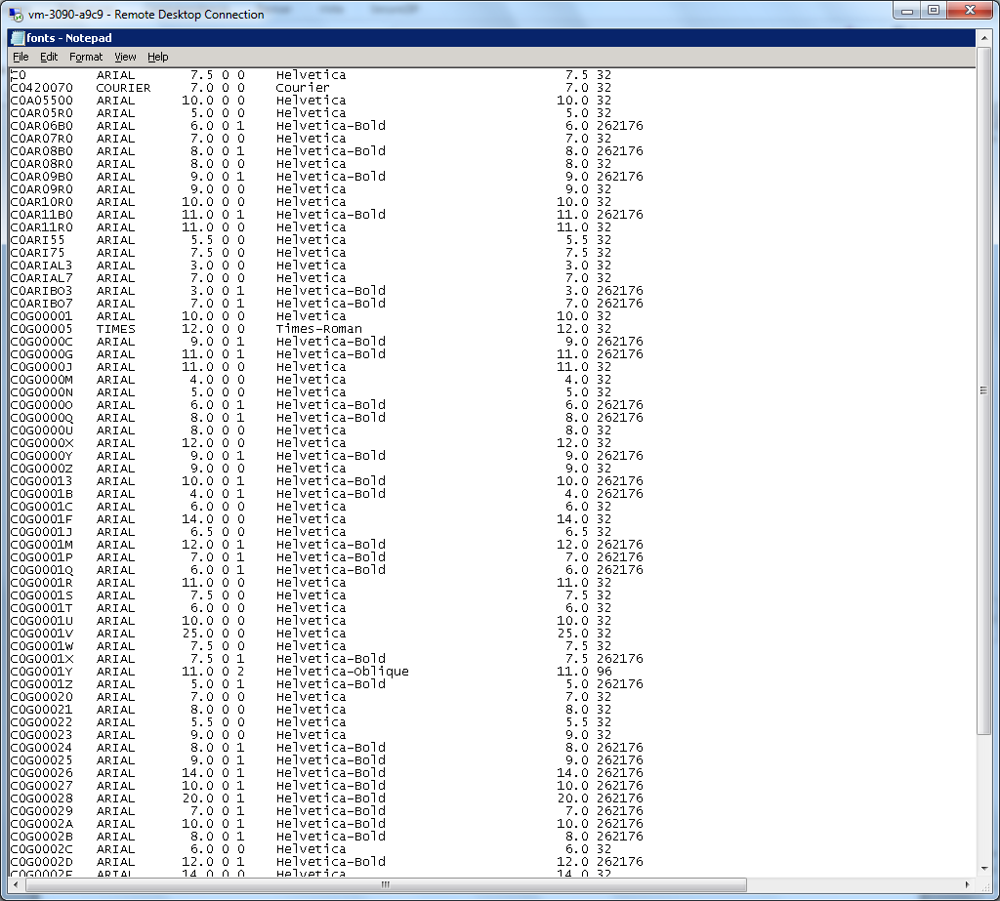 vm-3090-a9c9 - Remote Desktop Connection
fonts - Notepad
File Edit Format View Help
C0 ARIAL 7.5 0 0 Helvetica 7.5 32
C0420070 COURIER 7.0 0 0 Courier 7.0 32
C0A05500 ARIAL 10.0 0 0 Helvetica 10.0 32
C0AR05R0 ARIAL 5.0 0 0 Helvetica 5.0 32
C0AR06B0 ARIAL 6.0 0 1 Helvetica-Bold 6.0 262176
C0AR07R0 ARIAL 7.0 0 0 Helvetica 7.0 32
C0AR08B0 ARIAL 8.0 0 1 Helvetica-Bold 8.0 262176
C0AR08R0 ARIAL 8.0 0 0 Helvetica 8.0 32
C0AR09B0 ARIAL 9.0 0 1 Helvetica-Bold 9.0 262176
C0AR09R0 ARIAL 9.0 0 0 Helvetica 9.0 32
C0AR10R0 ARIAL 10.0 0 0 Helvetica 10.0 32
C0AR11B0 ARIAL 11.0 0 1 Helvetica-Bold 11.0 262176
C0AR11R0 ARIAL 11.0 0 0 Helvetica 11.0 32
C0ARI55 ARIAL 5.5 0 0 Helvetica 5.5 32
C0ARI75 ARIAL 7.5 0 0 Helvetica 7.5 32
C0ARIAL3 ARIAL 3.0 0 0 Helvetica 3.0 32
C0ARIAL7 ARIAL 7.0 0 0 Helvetica 7.0 32
C0ARIBO3 ARIAL 3.0 0 1 Helvetica-Bold 3.0 262176
C0ARIBO7 ARIAL 7.0 0 1 Helvetica-Bold 7.0 262176
C0G00001 ARIAL 10.0 0 0 Helvetica 10.0 32
C0G00005 TIMES 12.0 0 0 Times-Roman 12.0 32
C0G0000C ARIAL 9.0 0 1 Helvetica-Bold 9.0 262176
C0G0000G ARIAL 11.0 0 1 Helvetica-Bold 11.0 262176
C0G0000J ARIAL 11.0 0 0 Helvetica 11.0 32
C0G0000M ARIAL 4.0 0 0 Helvetica 4.0 32
C0G0000N ARIAL 5.0 0 0 Helvetica 5.0 32
C0G0000O ARIAL 6.0 0 1 Helvetica-Bold 6.0 262176
C0G0000Q ARIAL 8.0 0 1 Helvetica-Bold 8.0 262176
C0G0000U ARIAL 8.0 0 0 Helvetica 8.0 32
C0G0000X ARIAL 12.0 0 0 Helvetica 12.0 32
C0G0000Y ARIAL 9.0 0 1 Helvetica-Bold 9.0 262176
C0G0000Z ARIAL 9.0 0 0 Helvetica 9.0 32
C0G00013 ARIAL 10.0 0 1 Helvetica-Bold 10.0 262176
C0G0001B ARIAL 4.0 0 1 Helvetica-Bold 4.0 262176
C0G0001C ARIAL 6.0 0 0 Helvetica 6.0 32
C0G0001F ARIAL 14.0 0 0 Helvetica 14.0 32
C0G0001J ARIAL 6.5 0 0 Helvetica 6.5 32
C0G0001M ARIAL 12.0 0 1 Helvetica-Bold 12.0 262176
C0G0001P ARIAL 7.0 0 1 Helvetica-Bold 7.0 262176
C0G0001Q ARIAL 6.0 0 1 Helvetica-Bold 6.0 262176
C0G0001R ARIAL 11.0 0 0 Helvetica 11.0 32
C0G0001S ARIAL 7.5 0 0 Helvetica 7.5 32
C0G0001T ARIAL 6.0 0 0 Helvetica 6.0 32
C0G0001U ARIAL 10.0 0 0 Helvetica 10.0 32
C0G0001V ARIAL 25.0 0 0 Helvetica 25.0 32
C0G0001W ARIAL 7.5 0 0 Helvetica 7.5 32
C0G0001X ARIAL 7.5 0 1 Helvetica-Bold 7.5 262176
C0G0001Y ARIAL 11.0 0 2 Helvetica-Oblique 11.0 96
C0G0001Z ARIAL 5.0 0 1 Helvetica-Bold 5.0 262176
C0G00020 ARIAL 7.0 0 0 Helvetica 7.0 32
C0G00021 ARIAL 8.0 0 0 Helvetica 8.0 32
C0G00022 ARIAL 5.5 0 0 Helvetica 5.5 32
C0G00023 ARIAL 9.0 0 0 Helvetica 9.0 32
C0G00024 ARIAL 8.0 0 1 Helvetica-Bold 8.0 262176
C0G00025 ARIAL 9.0 0 1 Helvetica-Bold 9.0 262176
C0G00026 ARIAL 14.0 0 1 Helvetica-Bold 14.0 262176
C0G00027 ARIAL 10.0 0 1 Helvetica-Bold 10.0 262176
C0G00028 ARIAL 20.0 0 1 Helvetica-Bold 20.0 262176
C0G00029 ARIAL 7.0 0 1 Helvetica-Bold 7.0 262176
C0G0002A ARIAL 10.0 0 1 Helvetica-Bold 10.0 262176
C0G0002B ARIAL 8.0 0 1 Helvetica-Bold 8.0 262176
C0G0002C ARIAL 6.0 0 0 Helvetica 6.0 32
C0G0002D ARIAL 12.0 0 1 Helvetica-Bold 12.0 262176
ARIAL 14.0 0 0 Helvetica 14.0 32